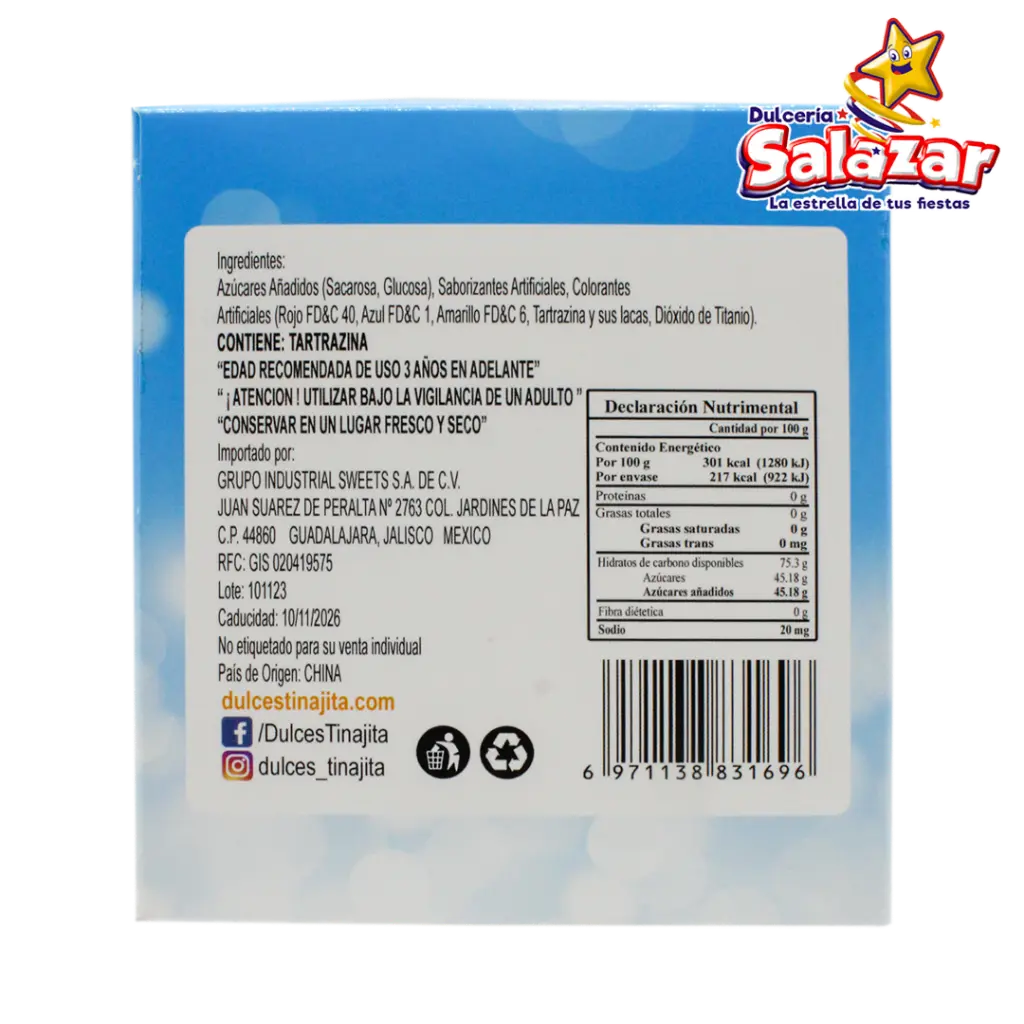 Dulcería
Salazar
La estrella de tus fiestas
Ingredientes:
Azúcares Añadidos (Sacarosa, Glucosa), Saborizantes Artificiales, Colorantes
Artificiales (Rojo FD&C 40, Azul FD&C 1, Amarillo FD&C 6, Tartrazina y sus lacas, Dióxido de Titanio).
CONTIENE: TARTRAZINA
“EDAD RECOMENDADA DE USO 3 AÑOS EN ADELANTE”
“ ¡ATENCION ! UTILIZAR BAJO LA VIGILANCIA DE UN ADULTO ”
“CONSERVAR EN UN LUGAR FRESCO Y SECO”
Importado por:
GRUPO INDUSTRIAL SWEETS S.A. DE C.V.
JUAN SUAREZ DE PERALTA Nº 2763 COL. JARDINES DE LA PAZ
C.P. 44860 GUADALAJARA, JALISCO MEXICO
RFC: GIS 020419575
Lote: 101123
Caducidad: 10/11/2026
No etiquetado para su venta individual
País de Origen: CHINA
dulcestinajita.com
/DulcesTinajita
dulces_tinajita
Declaración Nutrimental
Cantidad por 100 g
Contenido Energético
Por 100 g 301 kcal (1280 kJ)
Por envase 217 kcal (922 kJ)
Proteinas 0 g
Grasas totales 0 g
Grasas saturadas 0 g
Grasas trans 0 mg
Hidratos de carbono disponibles 75.3 g
Azúcares 45.18 g
Azúcares añadidos 45.18 g
Fibra diétetica 0 g
Sodio 20 mg
6 971138 831696